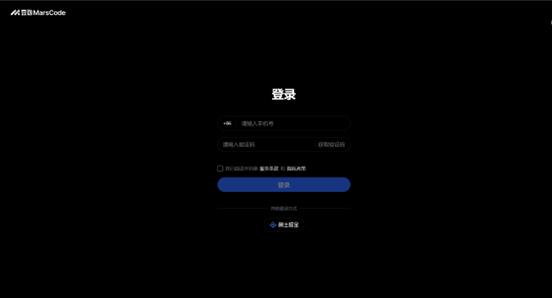 豆包MarsCode
登录
+86 请输入手机号
请输入验证码 获取验证码
我已阅读并同意 服务条款 和 隐私政策
登录
其他登录方式
稀土掘金